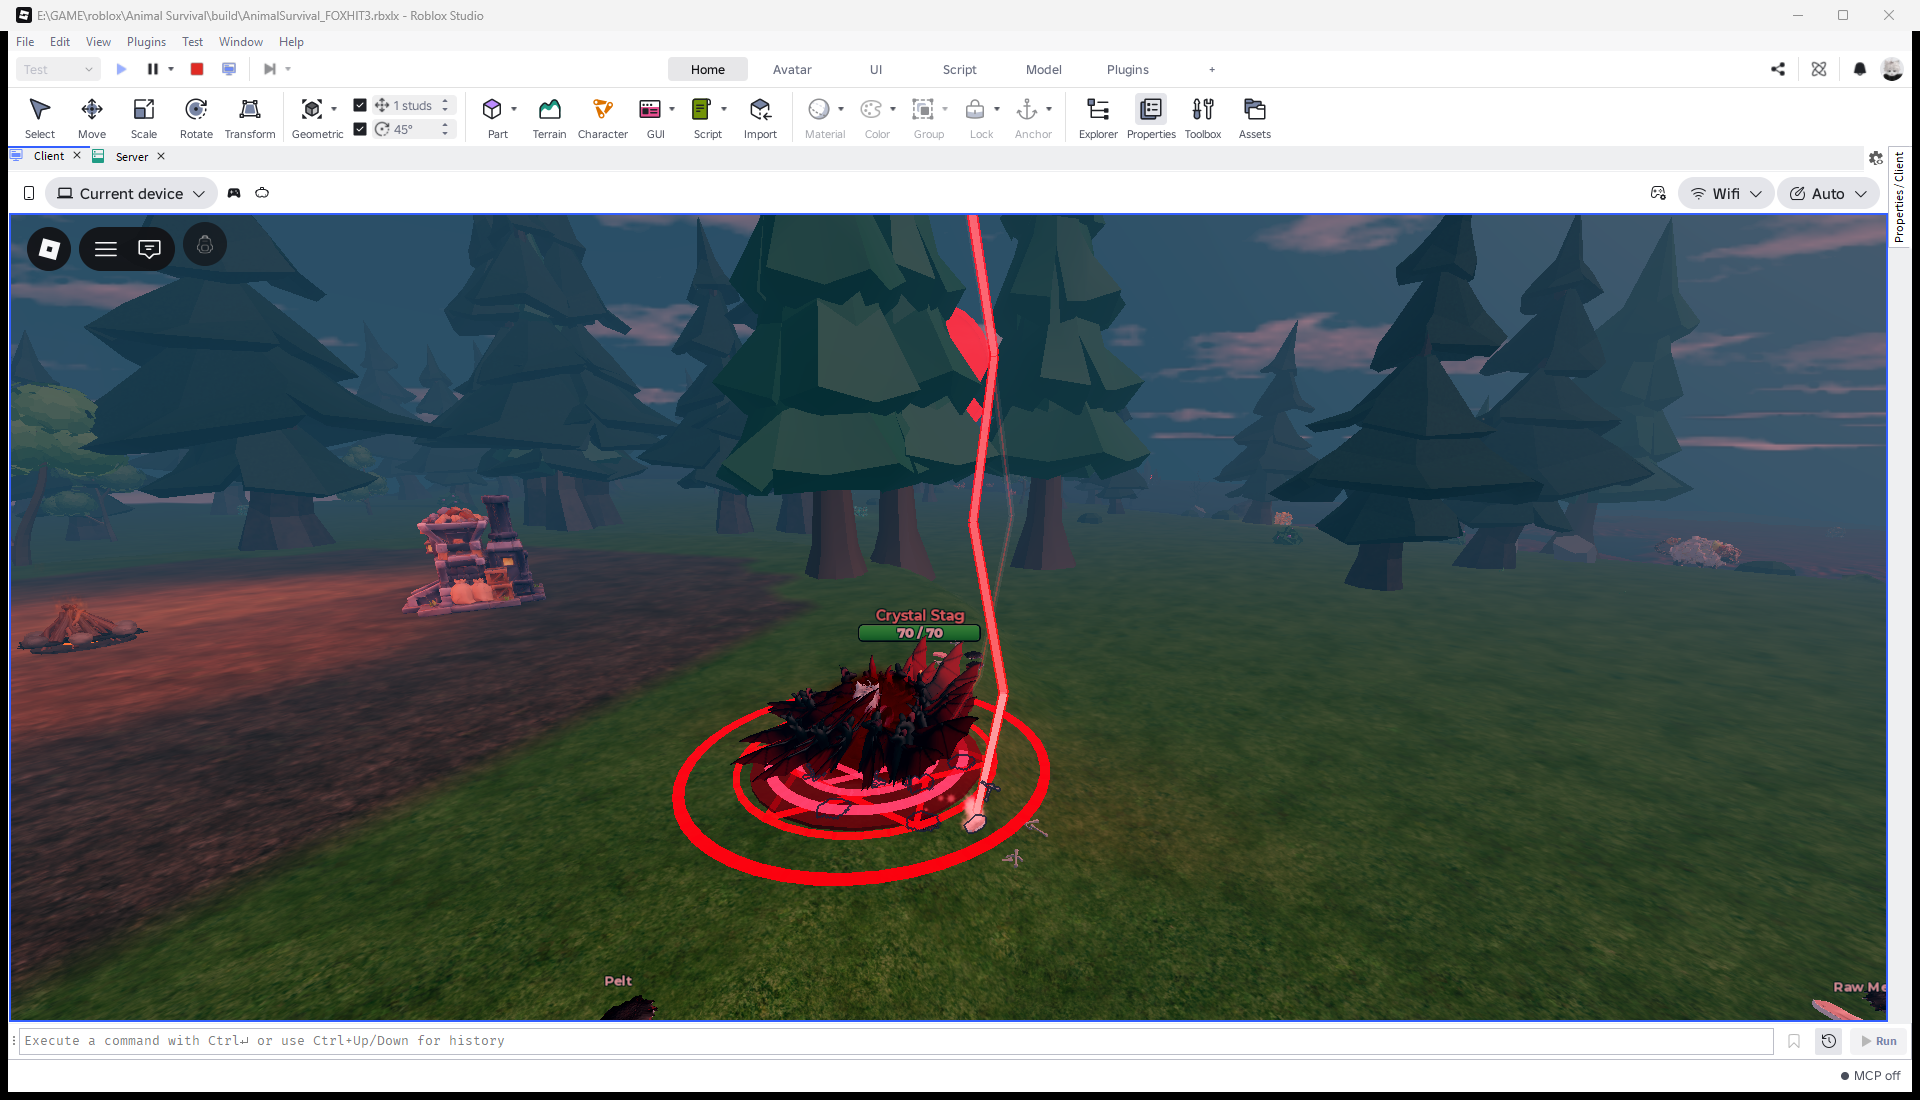 E:\GAME\roblox\Animal Survival\build\AnimalSurvival_FOXHIT3.rbxlx - Roblox Studio
File Edit View Plugins Test Window Help
Test
Home Avatar UI Script Model Plugins +
1 studs
45°
Select Move Scale Rotate Transform Geometric Part Terrain Character GUI Script Import Material Color Group Lock Anchor Explorer Properties Toolbox Assets
Client Server
Properties / Client
Current device
Wifi
Auto
Crystal Stag
70 / 70
Pelt
Raw Me
Execute a command with Ctrl↵ or use Ctrl+Up/Down for history
Run
MCP off